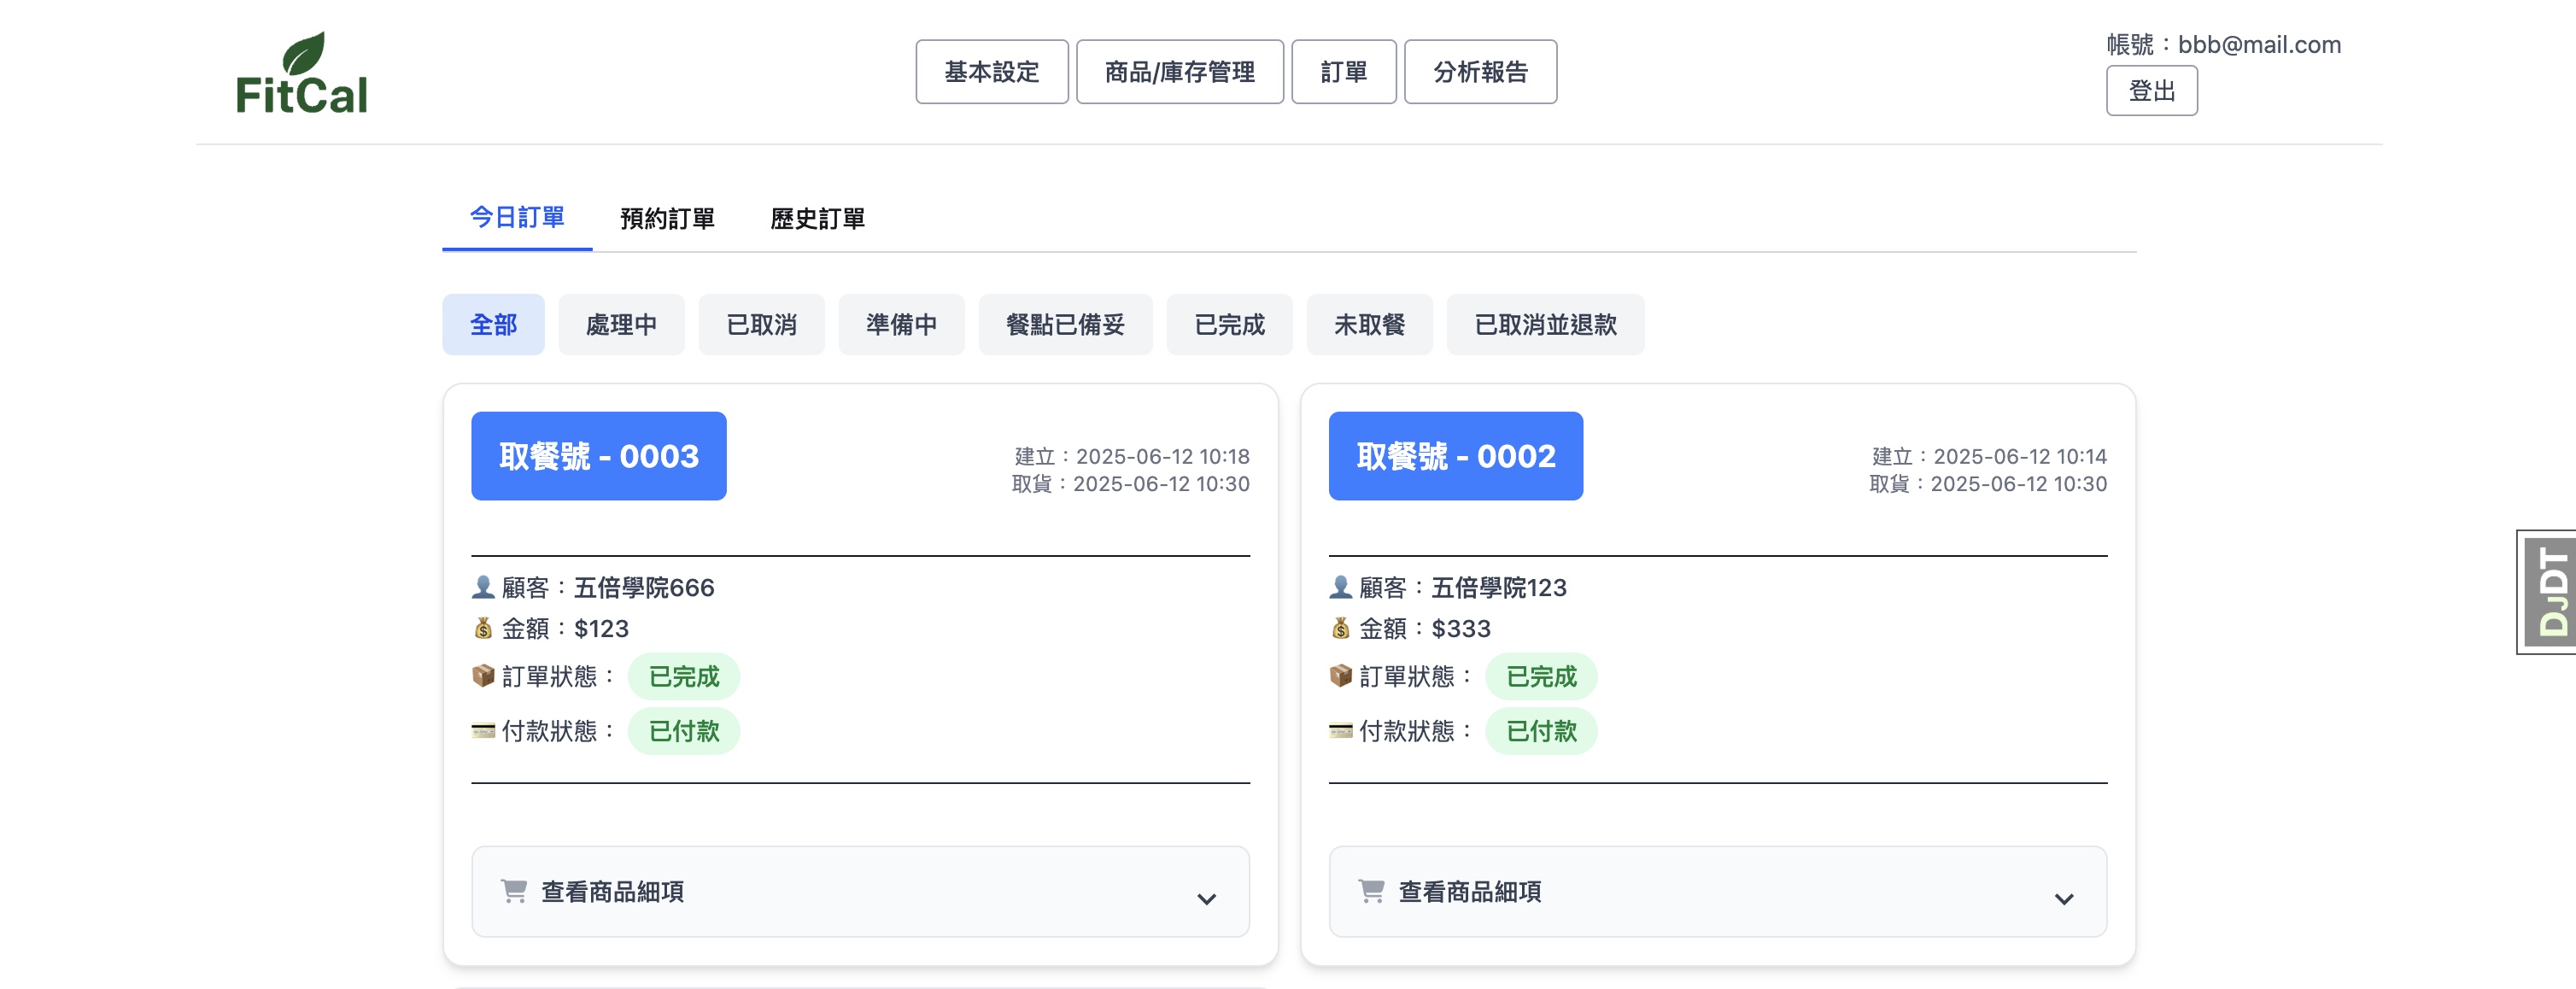 FitCal
基本設定 商品/庫存管理 訂單 分析報告
帳號：bbb@mail.com
登出
今日訂單 預約訂單 歷史訂單
全部 處理中 已取消 準備中 餐點已備妥 已完成 未取餐 已取消並退款
取餐號 - 0003
建立：2025-06-12 10:18
取貨：2025-06-12 10:30
顧客：五倍學院666
金額：$123
訂單狀態： 已完成
付款狀態： 已付款
查看商品細項
取餐號 - 0002
建立：2025-06-12 10:14
取貨：2025-06-12 10:30
顧客：五倍學院123
金額：$333
訂單狀態： 已完成
付款狀態： 已付款
查看商品細項
DJDT